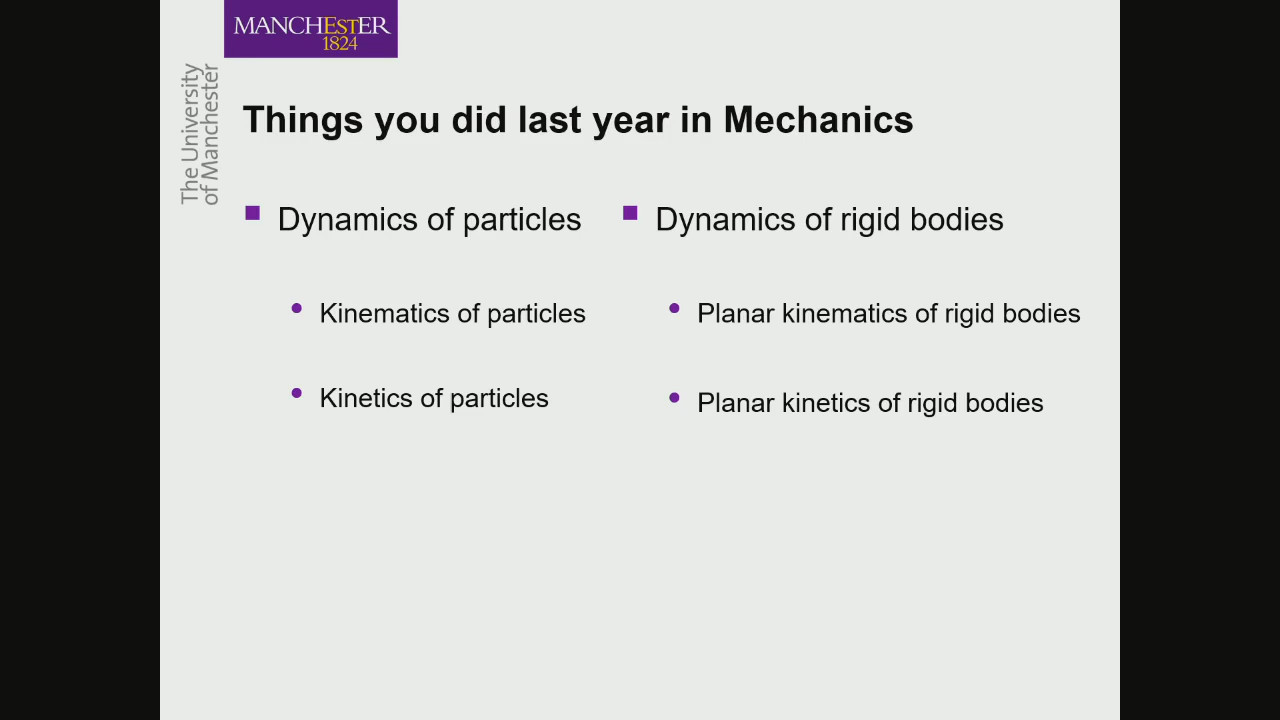 MANCHESTER
1824
The University
of Manchester
Things you did last year in Mechanics
Dynamics of particles
Kinematics of particles
Kinetics of particles
Dynamics of rigid bodies
Planar kinematics of rigid bodies
Planar kinetics of rigid bodies